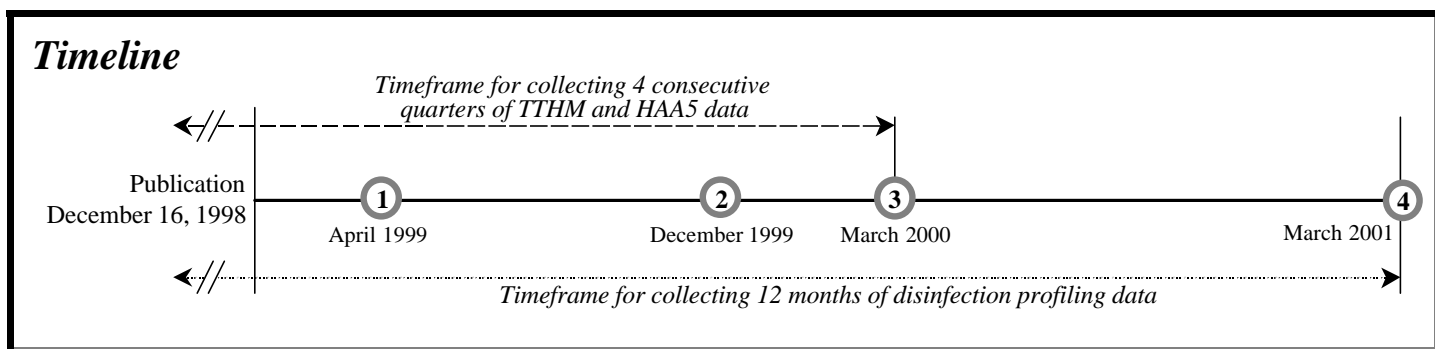 Timeline
Timeframe for collecting 4 consecutive
quarters of TTHM and HAA5 data
Publication
December 16, 1998
1
2
3
4
April 1999
December 1999
March 2000
March 2001
Timeframe for collecting 12 months of disinfection profiling data